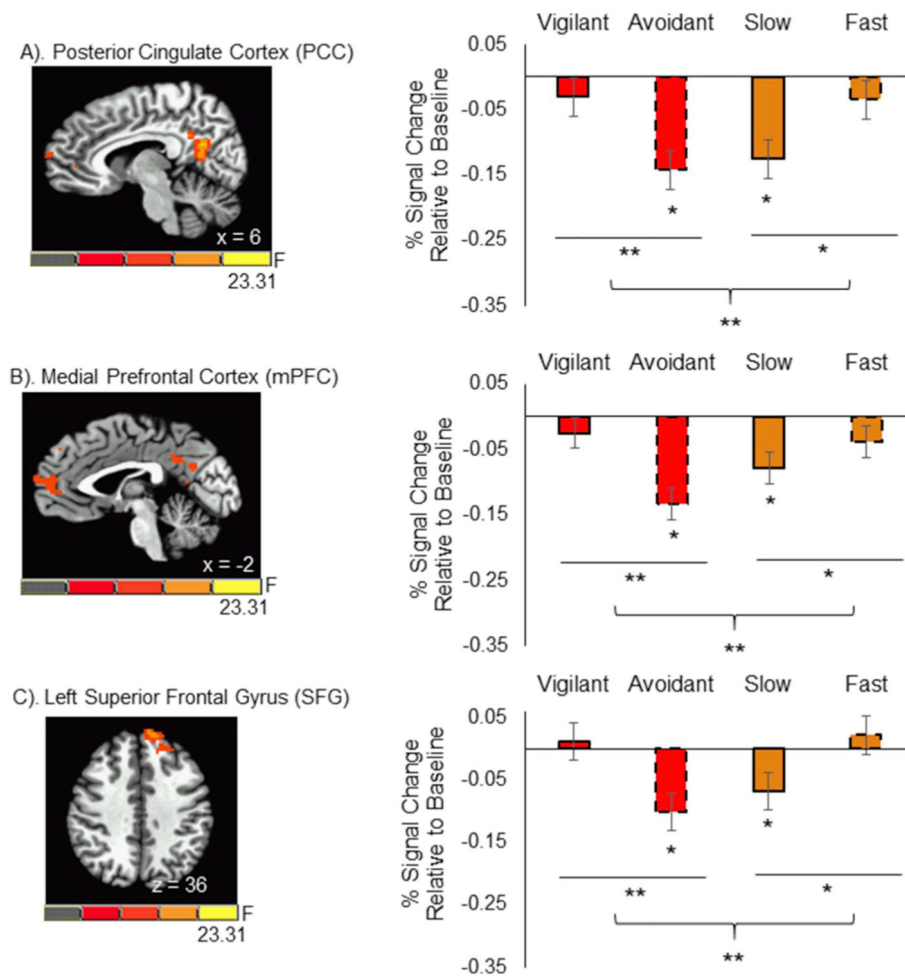 A). Posterior Cingulate Cortex (PCC)
x = 6
F
23.31
Vigilant Avoidant Slow Fast
% Signal Change
Relative to Baseline
0.05
-0.05
-0.15
-0.25
-0.35
* *
** *
**
B). Medial Prefrontal Cortex (mPFC)
x = -2
F
23.31
Vigilant Avoidant Slow Fast
% Signal Change
Relative to Baseline
0.05
-0.05
-0.15
-0.25
-0.35
* *
** *
**
C). Left Superior Frontal Gyrus (SFG)
z = 36
F
23.31
Vigilant Avoidant Slow Fast
% Signal Change
Relative to Baseline
0.05
-0.05
-0.15
-0.25
-0.35
* *
** *
**